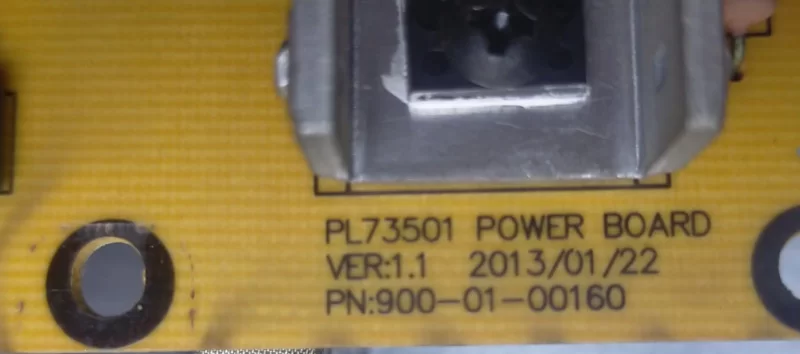 PL73501 POWER BOARD
VER:1.1 2013/01/22
PN:900-01-00160